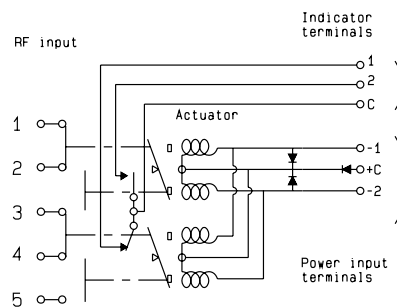 Indicator
terminals
RF input
1
2
C
Actuator
1
2
3
4
5
-1
+C
-2
Power input
terminals